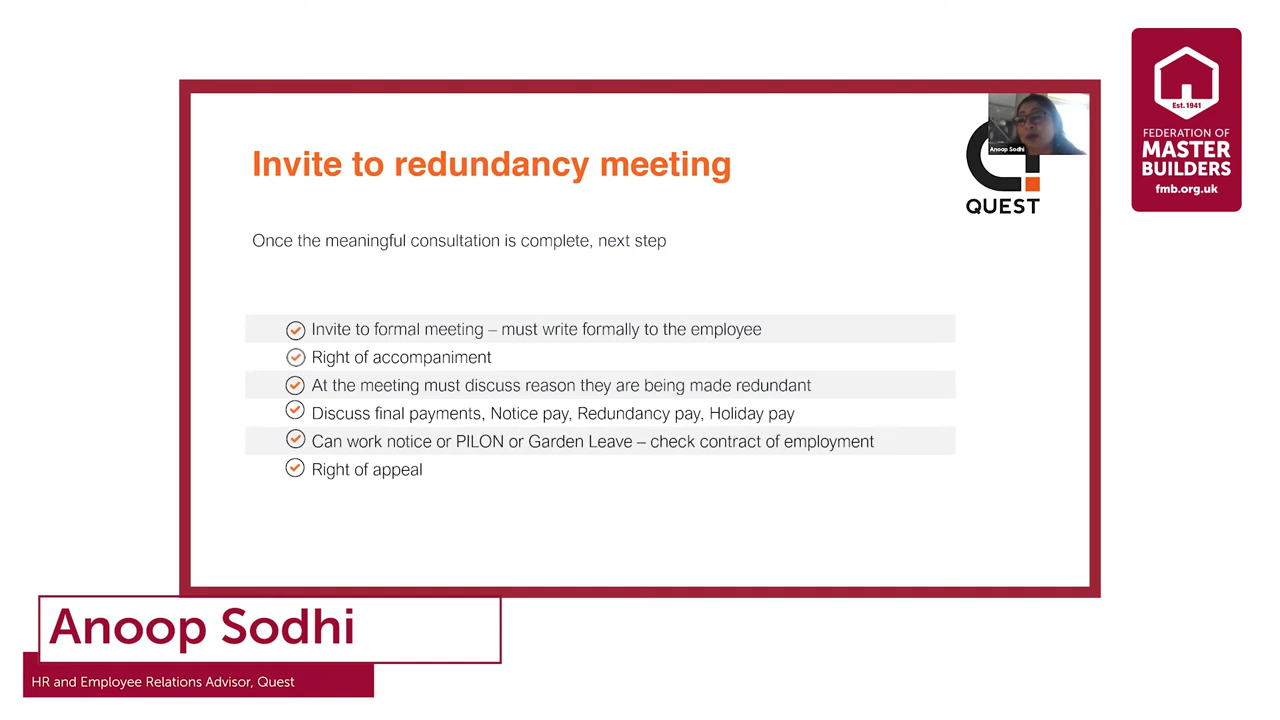 Est. 1941
FEDERATION OF
MASTER
BUILDERS
fmb.org.uk
Anoop Sodhi
QUEST
Invite to redundancy meeting
Once the meaningful consultation is complete, next step
Invite to formal meeting – must write formally to the employee
Right of accompaniment
At the meeting must discuss reason they are being made redundant
Discuss final payments, Notice pay, Redundancy pay, Holiday pay
Can work notice or PILON or Garden Leave – check contract of employment
Right of appeal
Anoop Sodhi
HR and Employee Relations Advisor, Quest